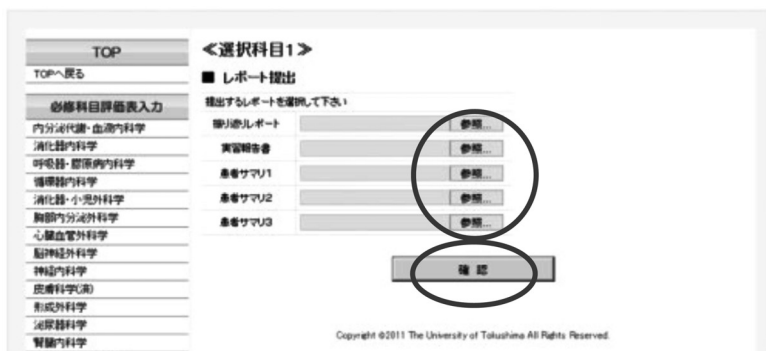 TOP
TOPへ戻る
必修科目評価表入力
内分泌代謝・血液内科学
消化器内科学
呼吸器・膠原病内科学
循環器内科学
消化器・小児外科学
胸部内分泌外科学
心臓血管外科学
脳神経外科学
神経内科学
皮膚科学(済)
形成外科学
泌尿器科学
腎臓内科学
≪選択科目1≫
■ レポート提出
提出するレポートを選択して下さい
振り返りレポート 参照...
実習報告書 参照...
患者サマリ1 参照...
患者サマリ2 参照...
患者サマリ3 参照...
確認
Copyright ©2011 The University of Tokushima All Rights Reserved.